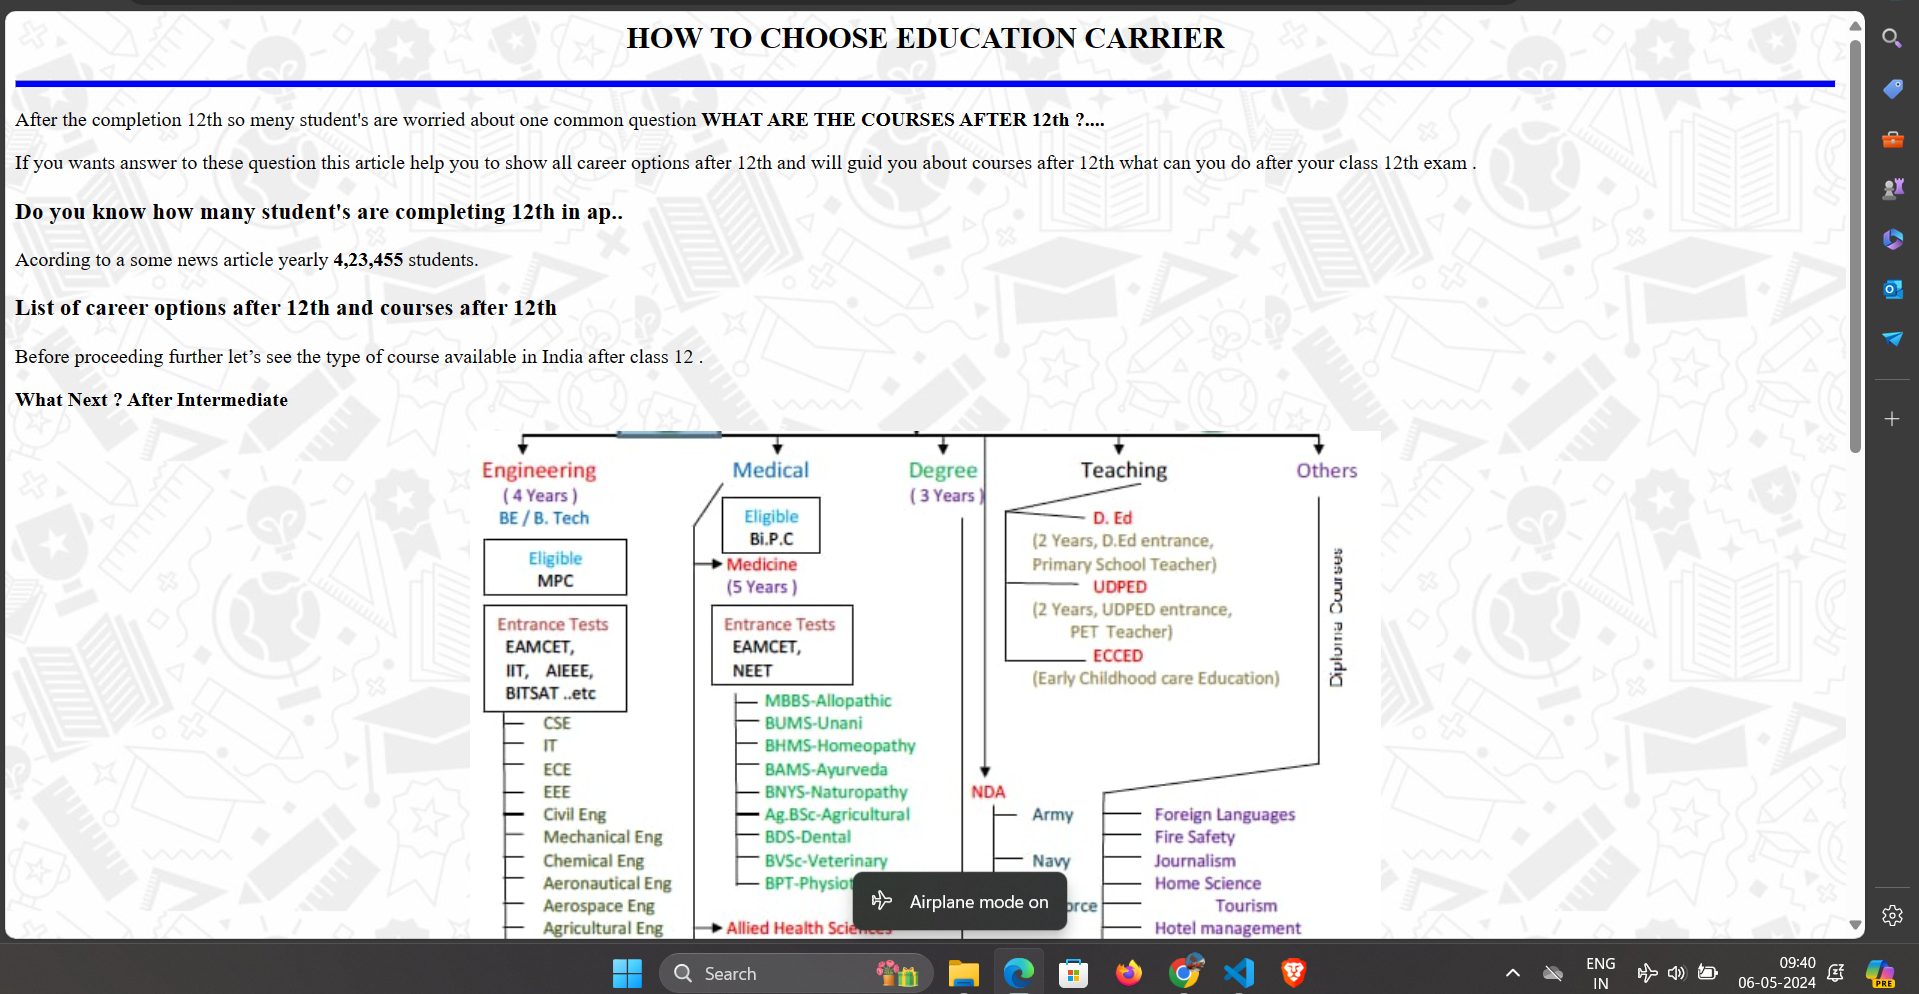 HOW TO CHOOSE EDUCATION CARRIER
After the completion 12th so meny student's are worried about one common question WHAT ARE THE COURSES AFTER 12th ?....
If you wants answer to these question this article help you to show all career options after 12th and will guid you about courses after 12th what can you do after your class 12th exam .
Do you know how many student's are completing 12th in ap..
Acording to a some news article yearly 4,23,455 students.
List of career options after 12th and courses after 12th
Before proceeding further let’s see the type of course available in India after class 12 .
What Next ? After Intermediate
Engineering
( 4 Years )
BE / B. Tech
Eligible
MPC
Entrance Tests
EAMCET,
IIT, AIEEE,
BITSAT ..etc
CSE
IT
ECE
EEE
Civil Eng
Mechanical Eng
Chemical Eng
Aeronautical Eng
Aerospace Eng
Agricultural Eng
Medical
Eligible
Bi.P.C
Medicine
(5 Years )
Entrance Tests
EAMCET,
NEET
MBBS-Allopathic
BUMS-Unani
BHMS-Homeopathy
BAMS-Ayurveda
BNYS-Naturopathy
Ag.BSc-Agricultural
BDS-Dental
BVSc-Veterinary
BPT-Physiot
Allied Health
Degree
( 3 Years )
NDA
Army
Navy
orce
Teaching
D. Ed
(2 Years, D.Ed entrance,
Primary School Teacher)
UDPED
(2 Years, UDPED entrance,
PET Teacher)
ECCED
(Early Childhood care Education)
Others
Diploma Courses
Foreign Languages
Fire Safety
Journalism
Home Science
Tourism
Hotel management
Airplane mode on
Search
ENG
IN
09:40
06-05-2024
PRE